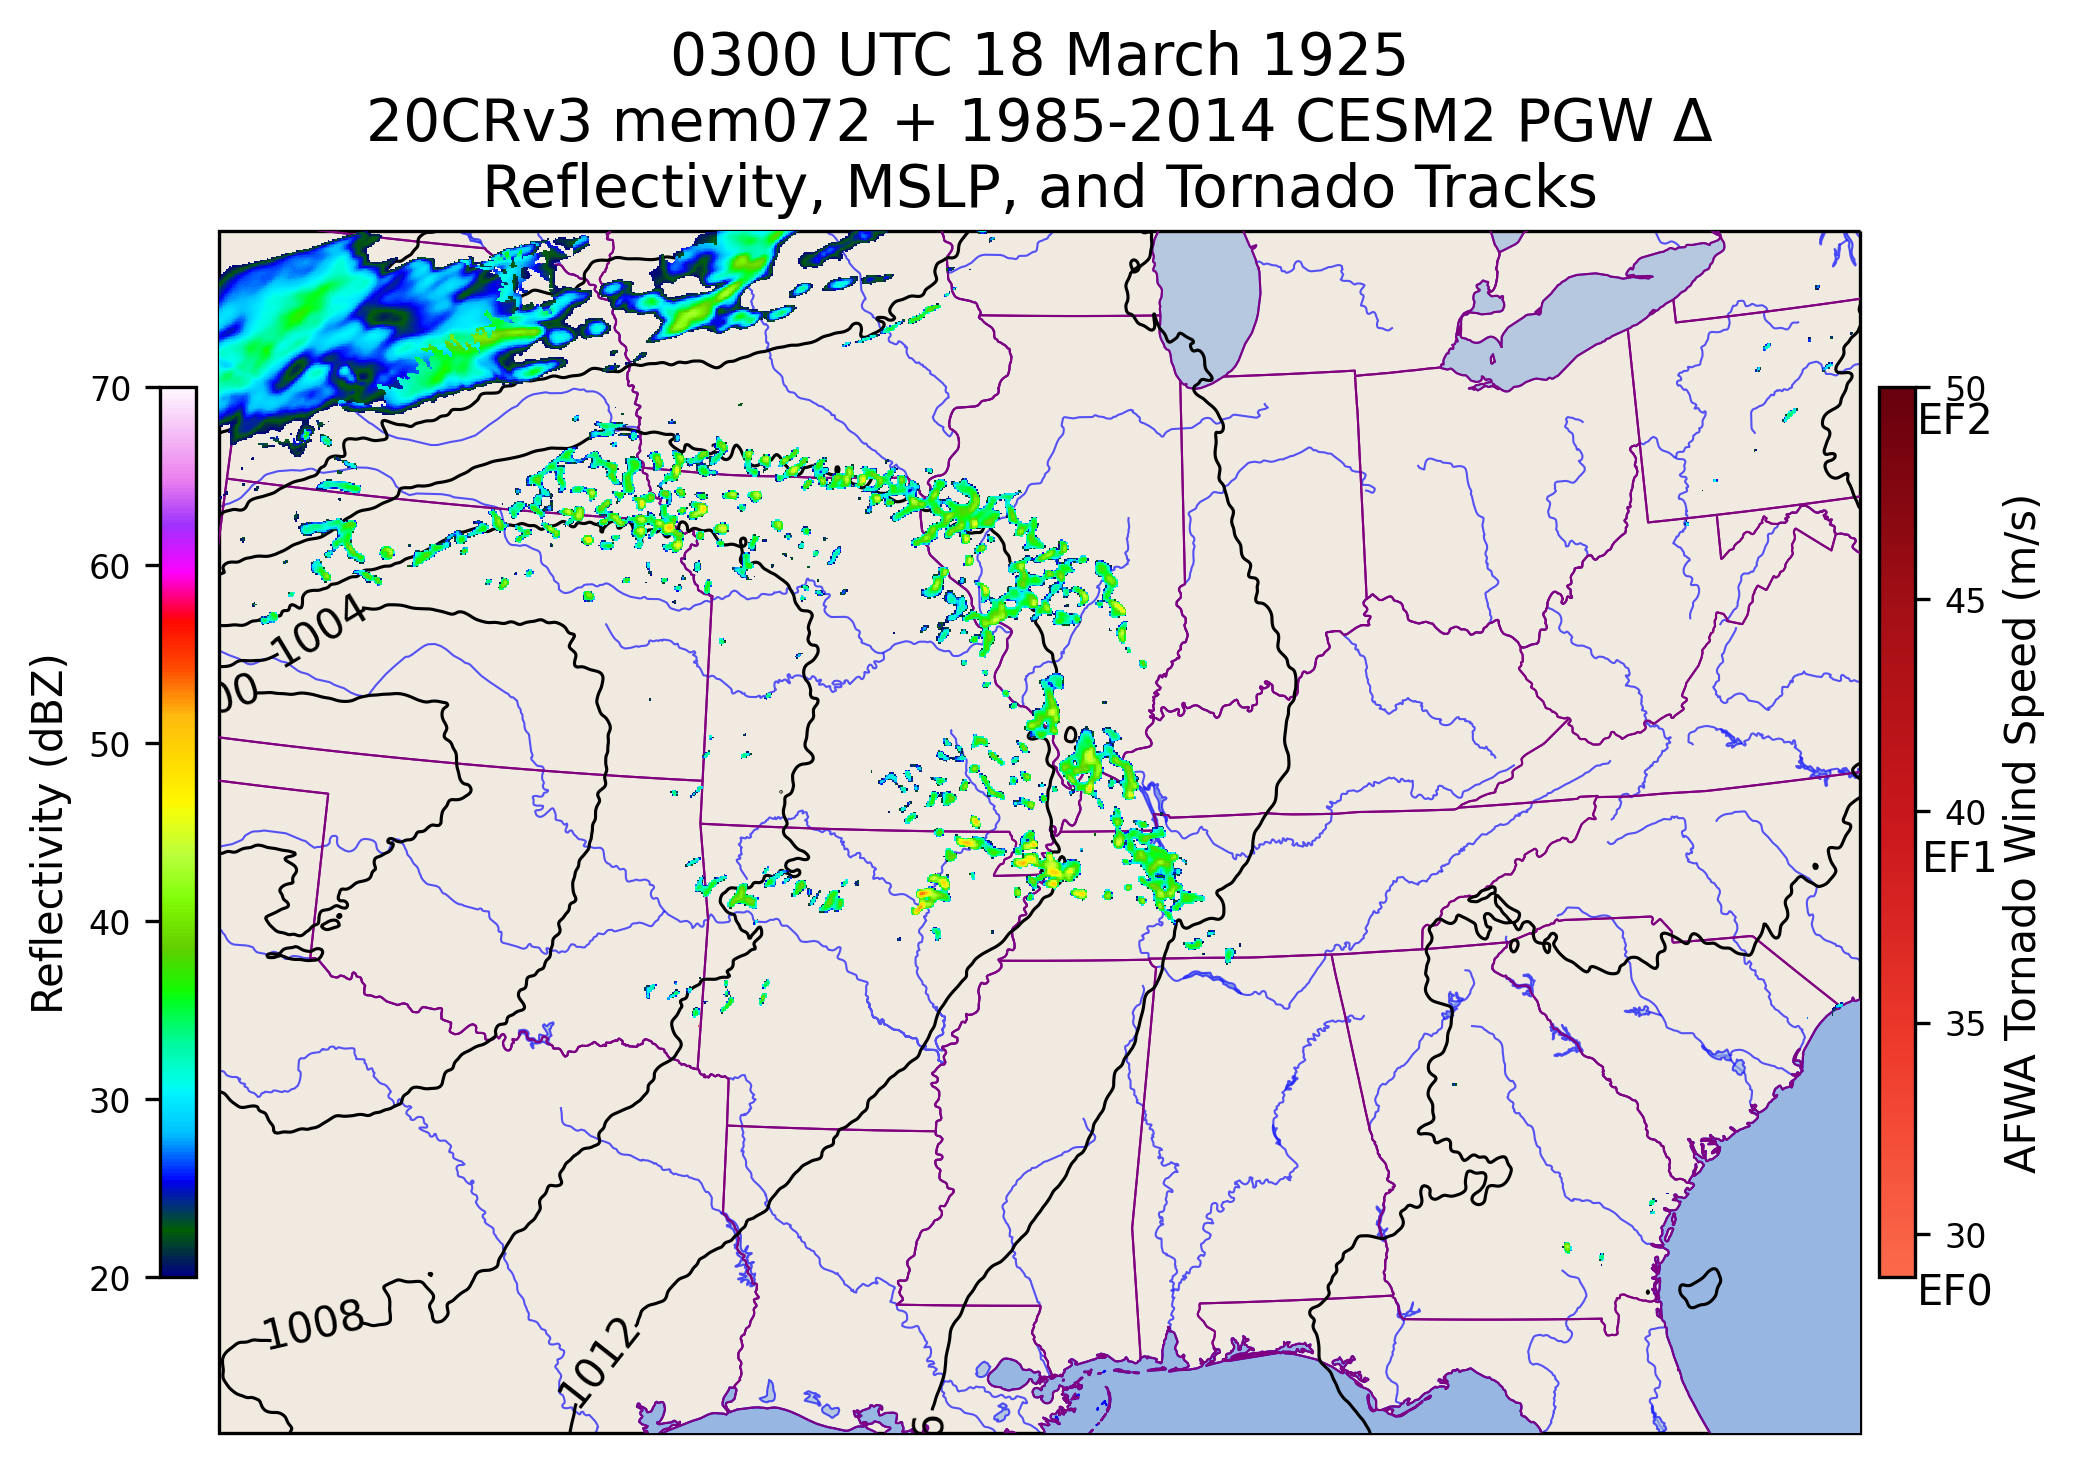 0300 UTC 18 March 1925
20CRv3 mem072 + 1985-2014 CESM2 PGW Δ
Reflectivity, MSLP, and Tornado Tracks
70
60
50
40
30
20
Reflectivity (dBZ)
1004
00
1008
1012
6
50
EF2
45
40
EF1
35
30
EF0
AFWA Tornado Wind Speed (m/s)